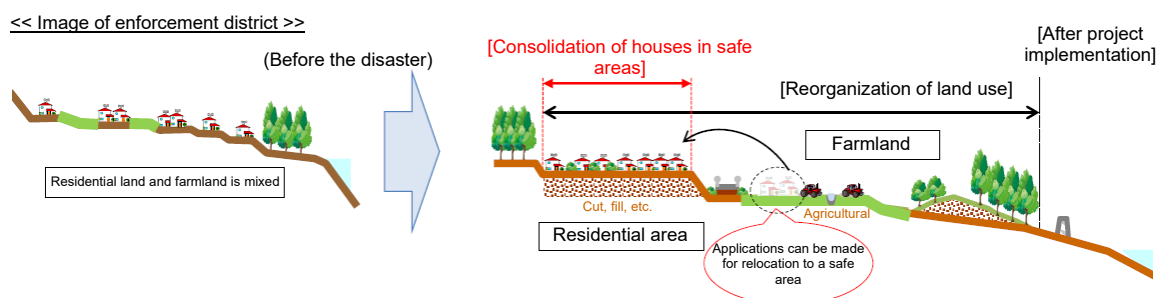 << Image of enforcement district >>
(Before the disaster)
Residential land and farmland is mixed
[Consolidation of houses in safe
areas]
[After project
implementation]
[Reorganization of land use]
Farmland
Cut, fill, etc.
Agricultural
Residential area
Applications can be made
for relocation to a safe
area